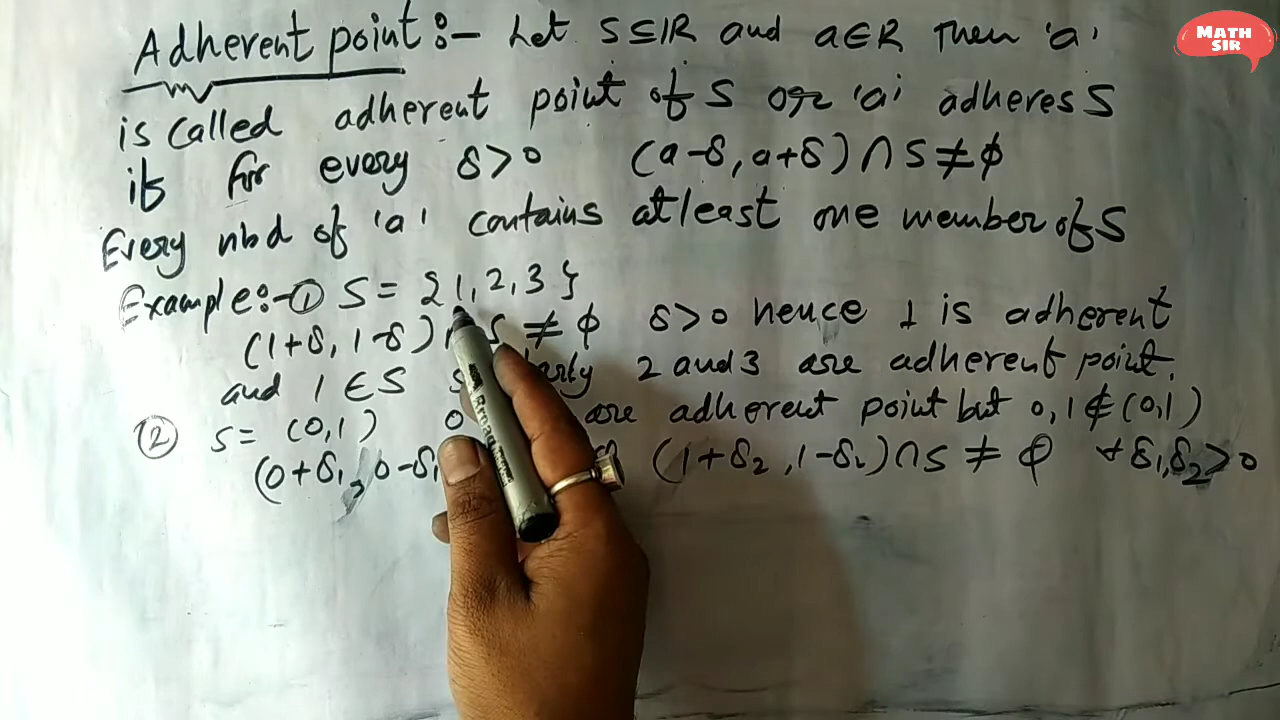 Adherent point :- Let S⊆IR and a∈R Then 'a'
MATH SIR
is called adherent point of S or 'a' adheres S
if for every δ>0 (a-δ, a+δ)∩S≠ϕ
Every nbd of 'a' contains atleast one member of S
Example:-① S = {1, 2, 3}
(1+δ, 1-δ) S ≠ ϕ δ>0 hence 1 is adherent
and 1 ∈ S 2 and 3 are adherent point.
② S= (0,1) 0 are adherent point but 0,1∉(0,1)
(0+δ1, 0-δ1 (1+δ2, 1-δ2)∩S ≠ ϕ ∀ δ1,δ2>0